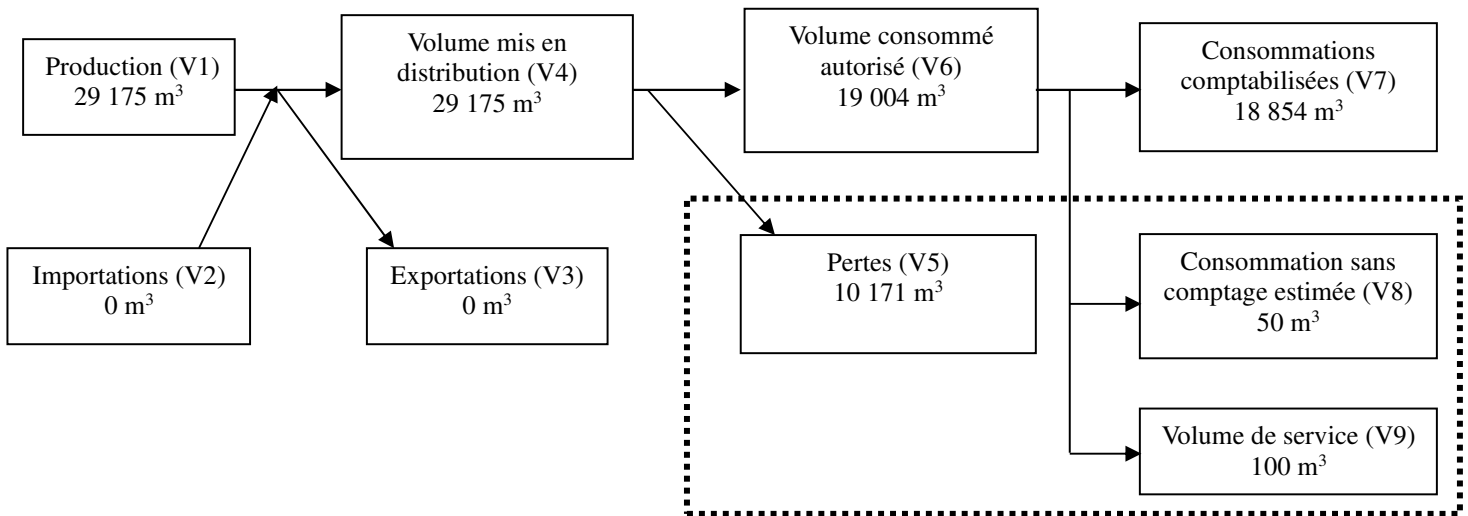 Production (V1)
29 175 m³
Volume mis en
distribution (V4)
29 175 m³
Volume consommé
autorisé (V6)
19 004 m³
Consommations
comptabilisées (V7)
18 854 m³
Importations (V2)
0 m³
Exportations (V3)
0 m³
Pertes (V5)
10 171 m³
Consommation sans
comptage estimée (V8)
50 m³
Volume de service (V9)
100 m³